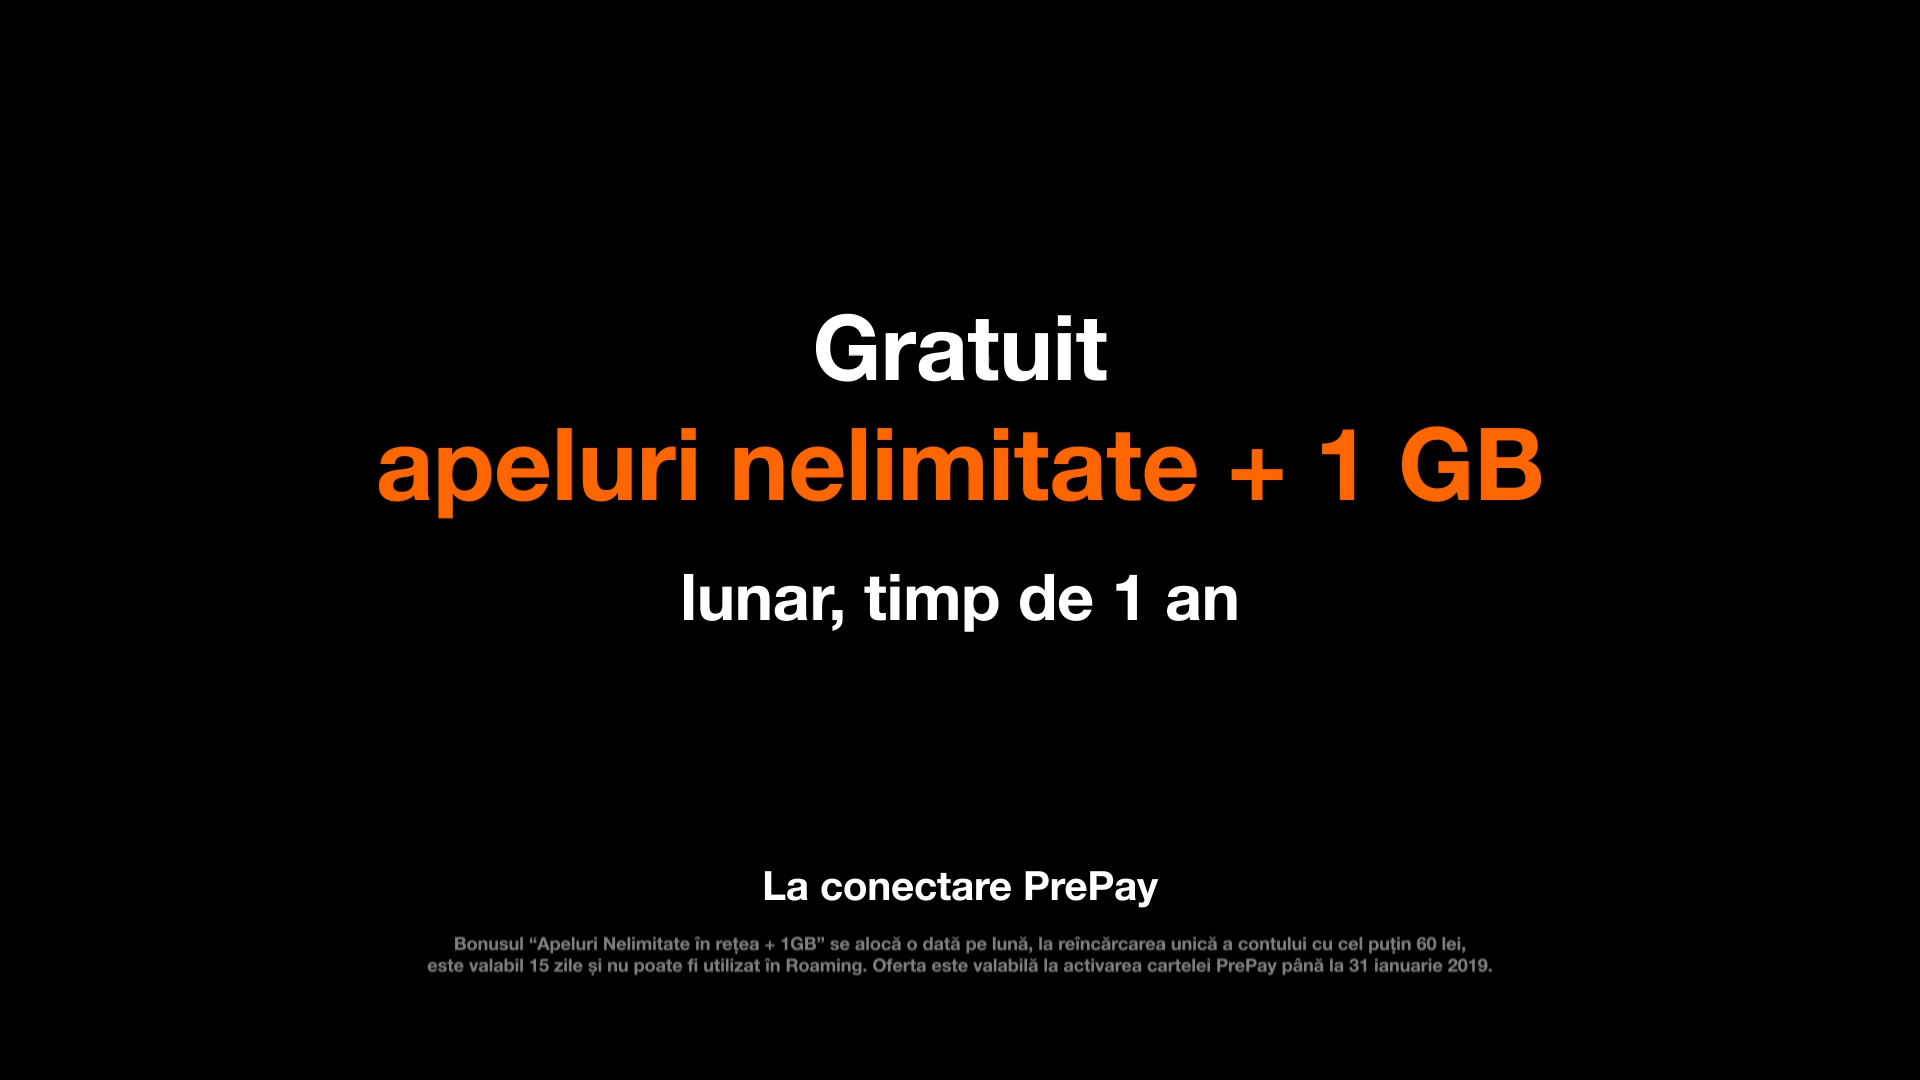 Gratuit
apeluri nelimitate + 1 GB
lunar, timp de 1 an
La conectare PrePay
Bonusul “Apeluri Nelimitate în rețea + 1GB” se alocă o dată pe lună, la reîncărcarea unică a contului cu cel puțin 60 lei,
este valabil 15 zile și nu poate fi utilizat în Roaming. Oferta este valabilă la activarea cartelei PrePay până la 31 ianuarie 2019.